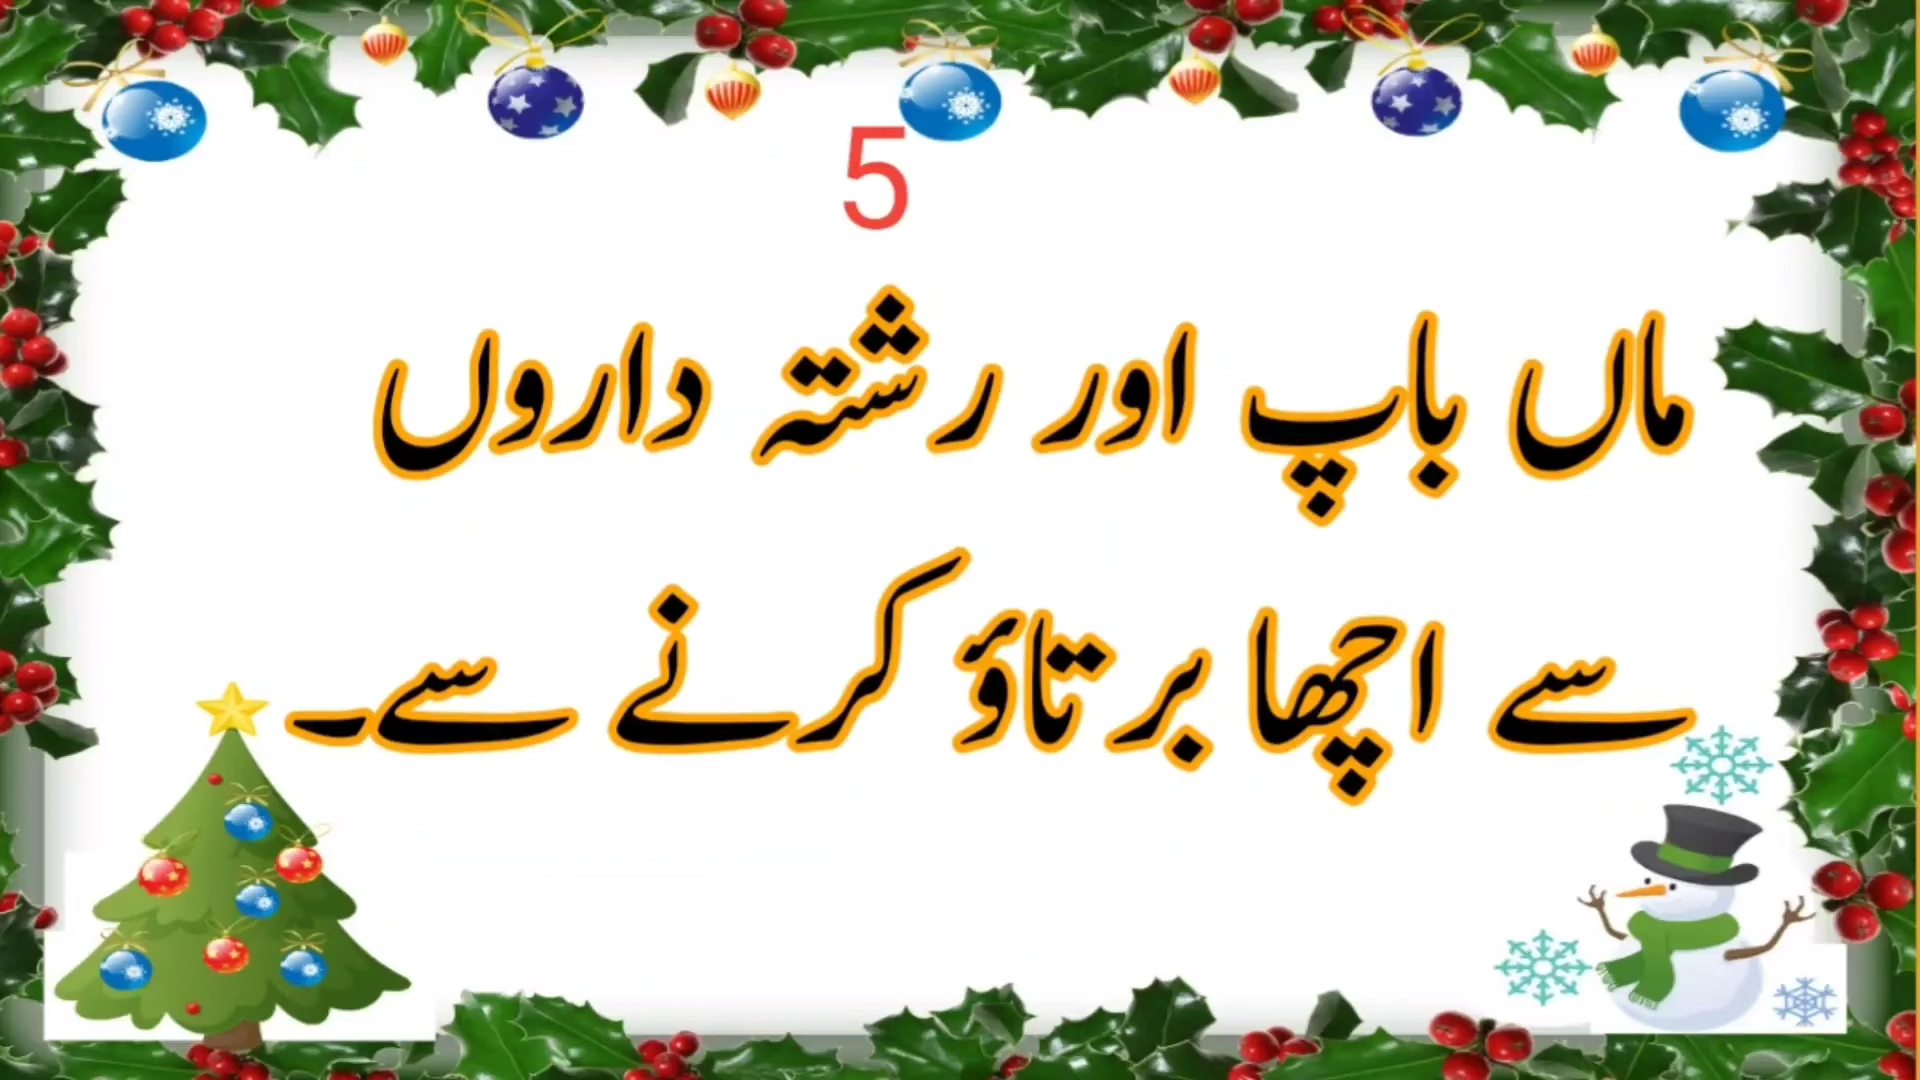 5
ماں باپ اور رشتہ داروں
سے اچھا برتاؤ کرنے سے۔